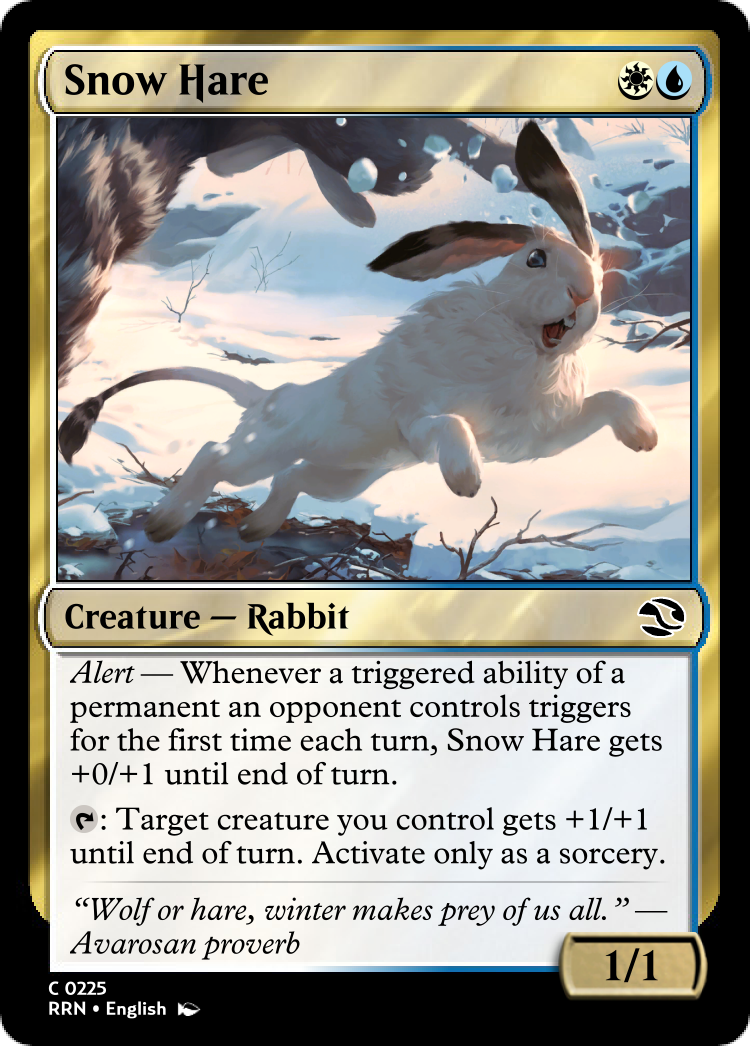 Snow Hare
Creature — Rabbit
Alert — Whenever a triggered ability of a
permanent an opponent controls triggers
for the first time each turn, Snow Hare gets
+0/+1 until end of turn.
: Target creature you control gets +1/+1
until end of turn. Activate only as a sorcery.
“Wolf or hare, winter makes prey of us all.” —
Avarosan proverb
1/1
C 0225
RRN • English